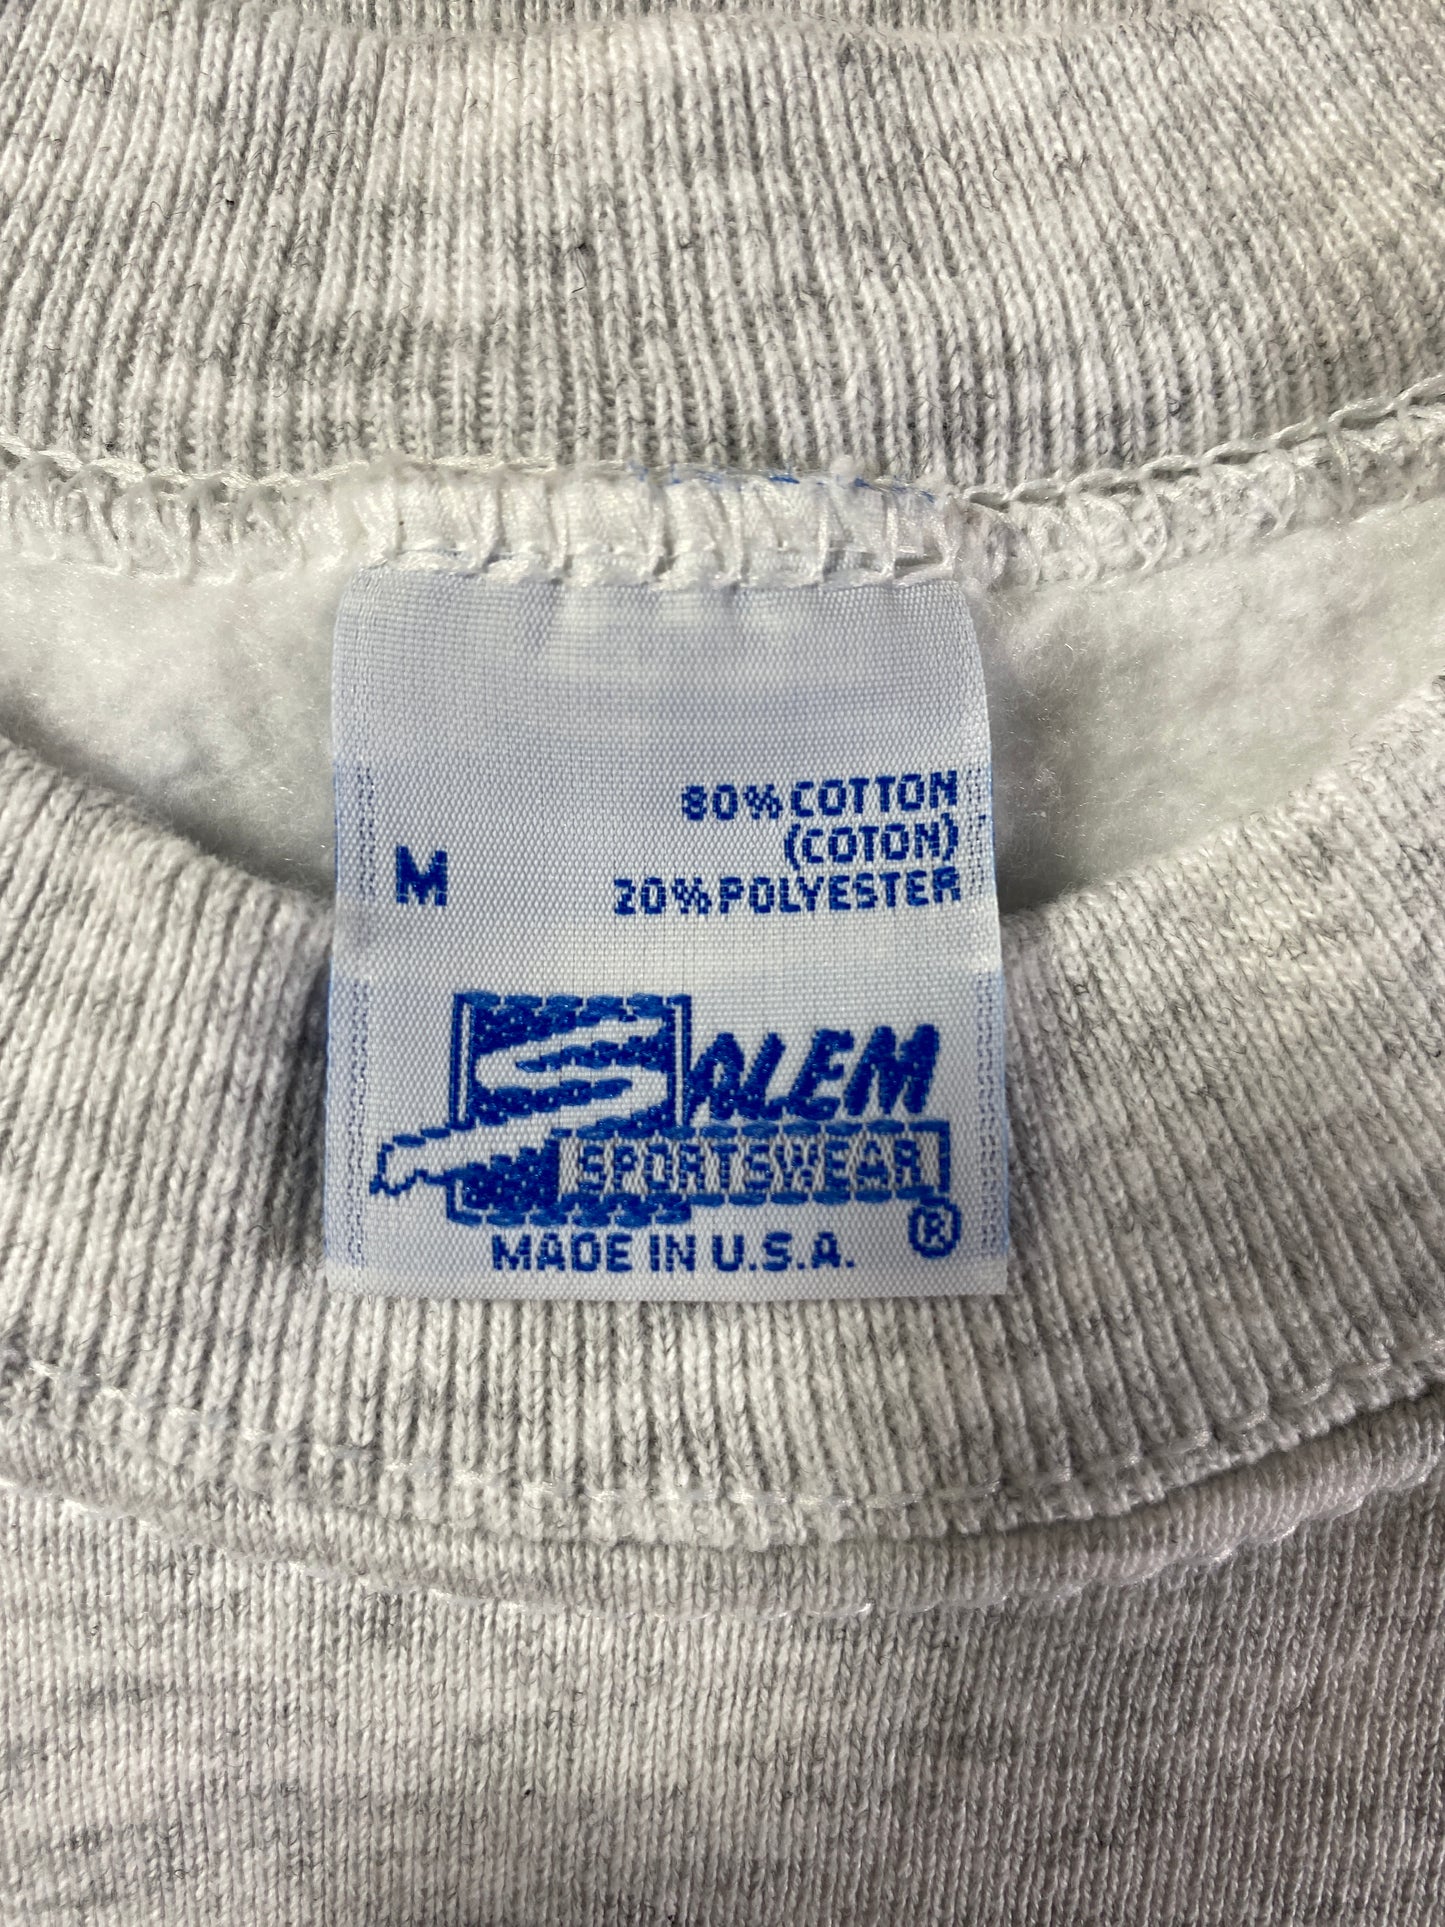 80% COTTON
(COTON)
M 20% POLYESTER
SALEM
SPORTSWEAR
®
MADE IN U.S.A.